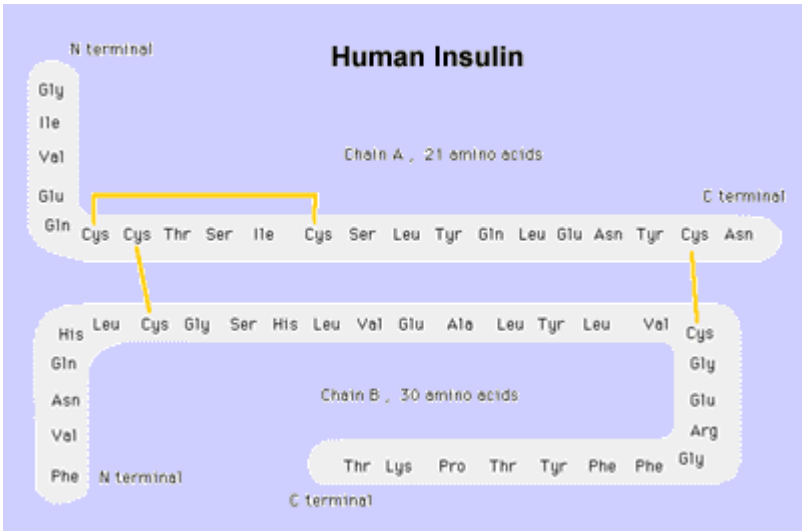 N terminal
Human Insulin
Gly
Ile
Val
Chain A , 21 amino acids
Glu
C terminal
Gln Cys Cys Thr Ser Ile Cys Ser Leu Tyr Gln Leu Glu Asn Tyr Cys Asn
His Leu Cys Gly Ser His Leu Val Glu Ala Leu Tyr Leu Val Cys
Gln
Gly
Chain B , 30 amino acids
Asn
Glu
Val
Arg
Thr Lys Pro Thr Tyr Phe Phe Gly
Phe
N terminal
C terminal